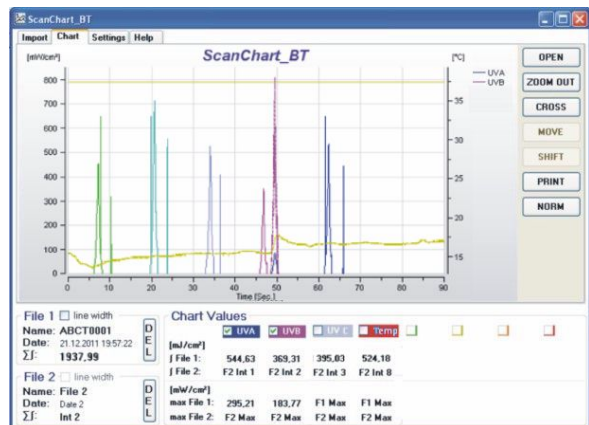 ScanChart_BT
Import Chart Settings Help
ScanChart_BT
[mW/cm²] [°C]
UVA
UVB
800
700
600
500
400
300
200
100
0
35
30
25
20
15
0 10 20 30 40 50 60 70 80 90
Time [Sec.]
OPEN
ZOOM OUT
CROSS
MOVE
SHIFT
PRINT
NORM
File 1 line width
Name: ABCT0001
Date: 21.12.2011 19:57:22
∑∫: 1937,99
DEL
File 2 line width
Name: File 2
Date: Date 2
∑∫: Int 2
DEL
Chart Values
UVA UVB UV C Temp
[mJ/cm²]
∫ File 1: 544,63 369,31 395,03 524,18
∫ File 2: F2 Int 1 F2 Int 2 F2 Int 3 F2 Int 8
[mW/cm²]
max File 1: 295,21 183,77 F1 Max F1 Max
max File 2: F2 Max F2 Max F2 Max F2 Max